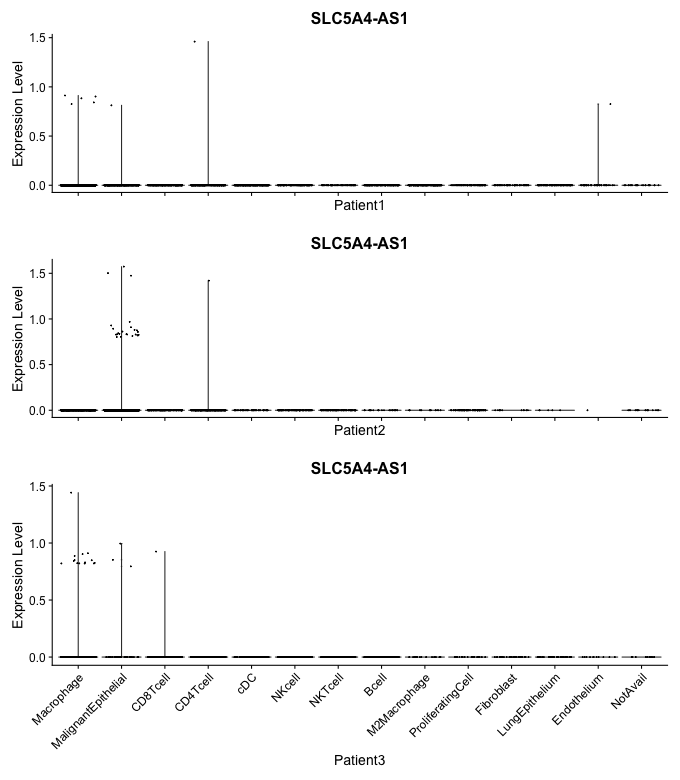 SLC5A4-AS1
Expression Level
1.5
1.0
0.5
0.0
Patient1
SLC5A4-AS1
Expression Level
1.5
1.0
0.5
0.0
Patient2
SLC5A4-AS1
Expression Level
1.5
1.0
0.5
0.0
Macrophage
MalignantEpithelial
CD8Tcell
CD4Tcell
cDC
NKcell
NKTcell
Bcell
M2Macrophage
ProliferatingCell
Fibroblast
LungEpithelium
Endothelium
NotAvail
Patient3